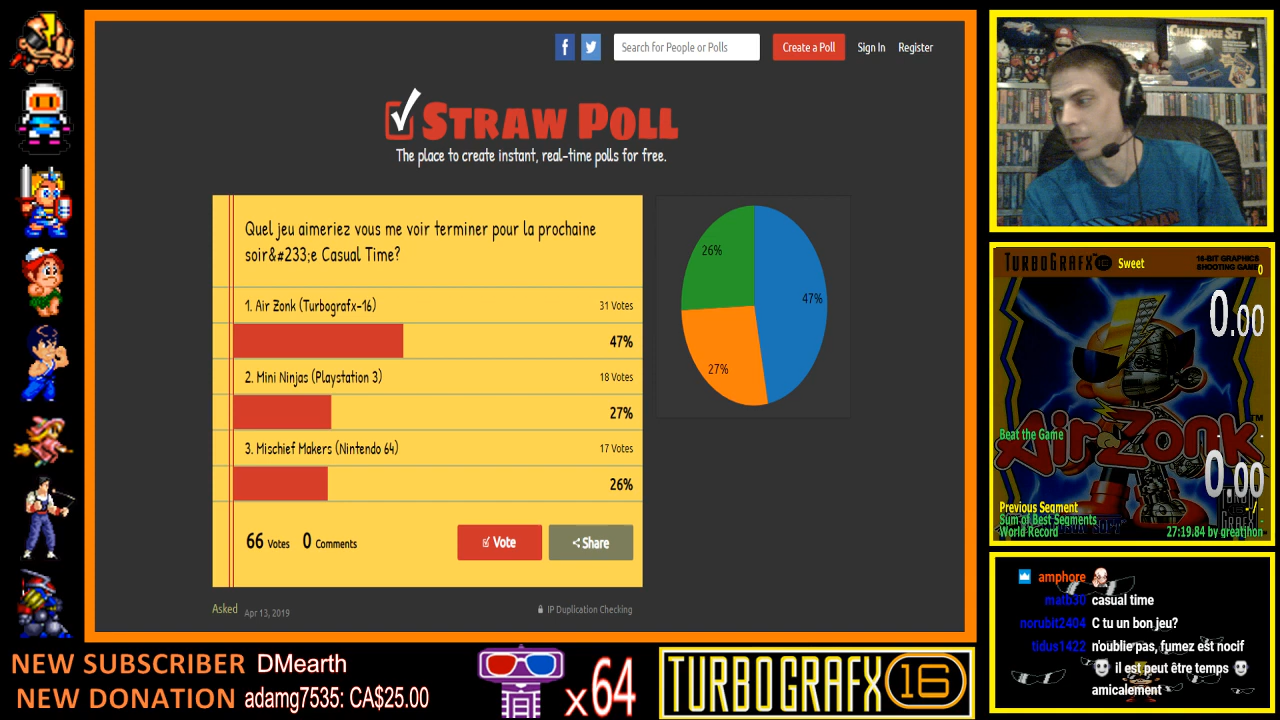 Search for People or Polls
Create a Poll
Sign In
Register
STRAW POLL
The place to create instant, real-time polls for free.
Quel jeu aimeriez vous me voir terminer pour la prochaine
soir&#233;e Casual Time?
1. Air Zonk (Turbografx-16)
31 Votes
47%
2. Mini Ninjas (Playstation 3)
18 Votes
27%
3. Mischief Makers (Nintendo 64)
17 Votes
26%
66 Votes
0 Comments
Vote
Share
Asked Apr 13, 2019
IP Duplication Checking
26%
47%
27%
CHALLENGE SET
TURBOGRAFX 16
Sweet
16-BIT GRAPHICS
SHOOTING GAME
0
0.00
Air Zonk
TM
Beat the Game
-
0.00
Previous Segment
- / -
Sum of Best Segments
-
World Record
27:19.84 by greatjhon
amphore
matb30 casual time
norubit2404 C tu un bon jeu?
tidus1422 n'oublie pas, fumez est nocif
il est peut être temps
amicalement
NEW SUBSCRIBER DMearth
NEW DONATION adamg7535: CA$25.00
x64
TURBOGRAFX 16